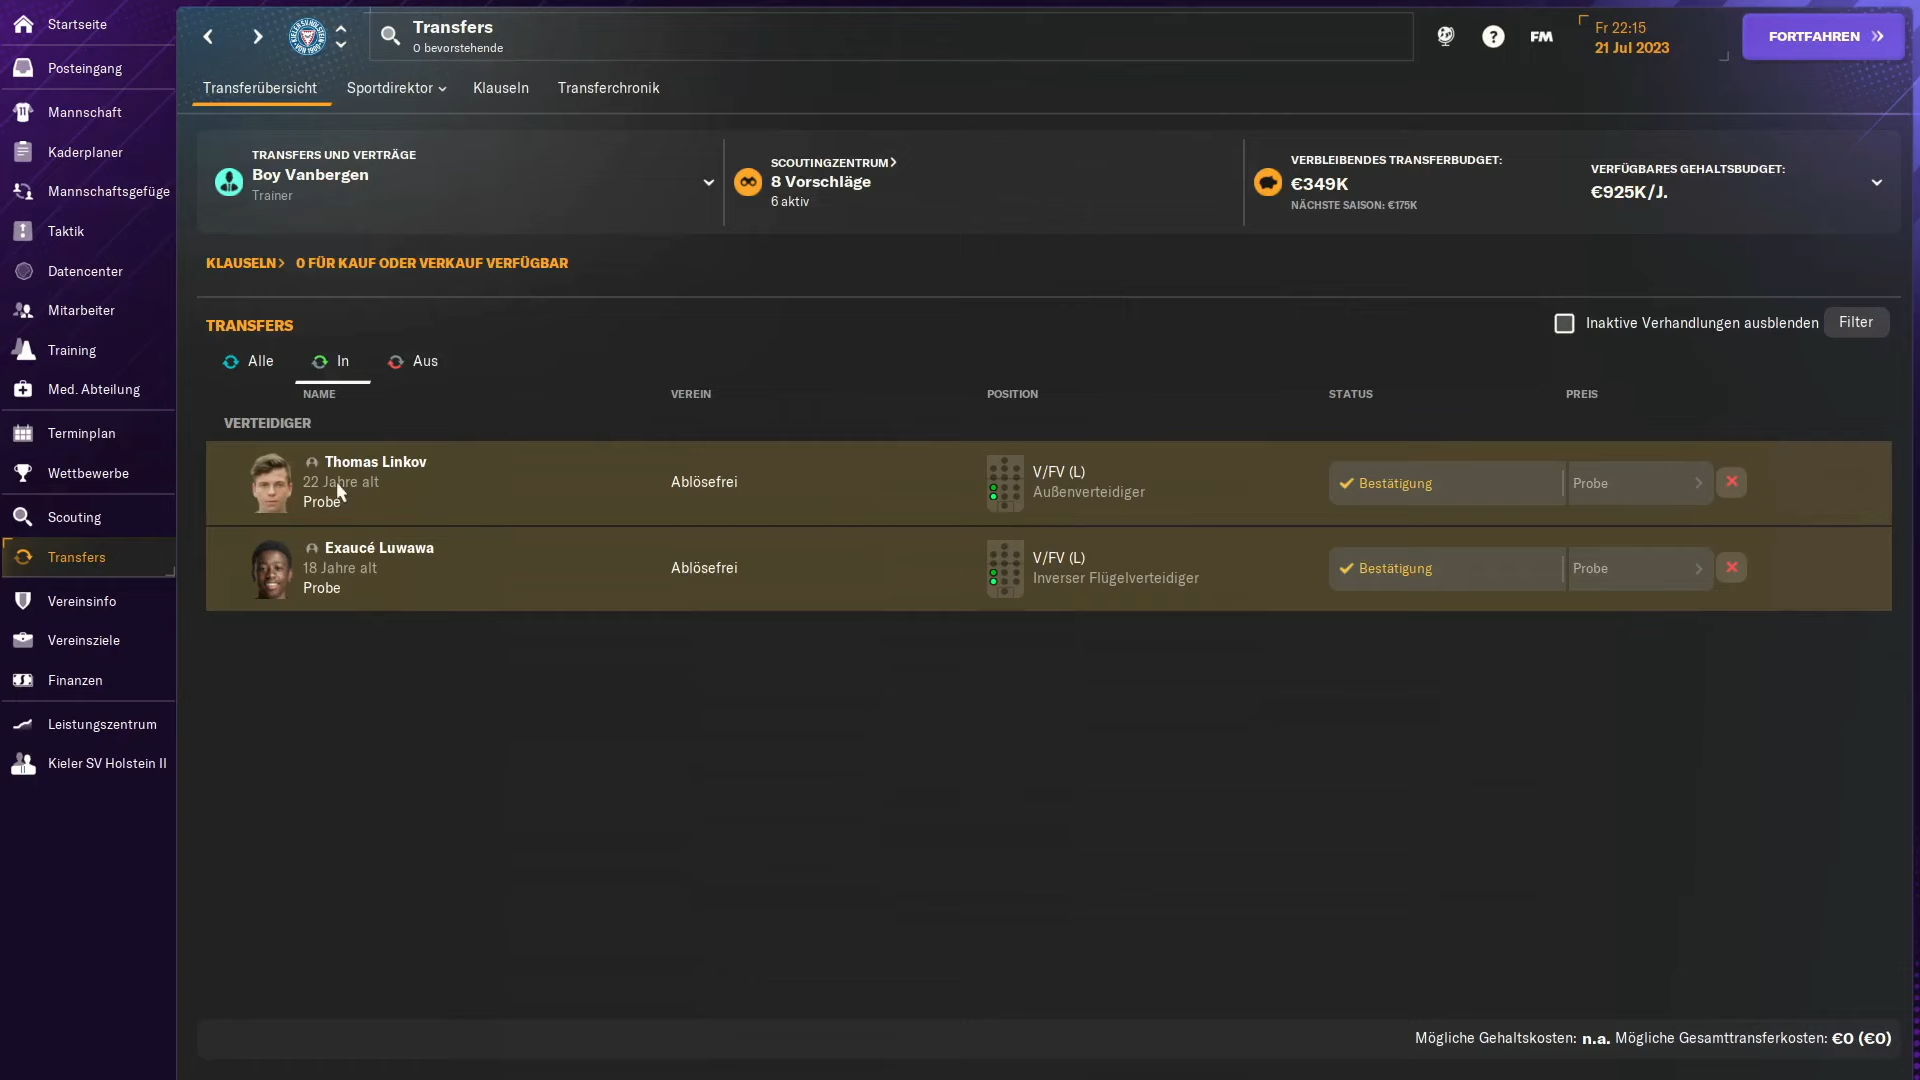 Startseite
Posteingang
Mannschaft
Kaderplaner
Mannschaftsgefüge
Taktik
Datencenter
Mitarbeiter
Training
Med. Abteilung
Terminplan
Wettbewerbe
Scouting
Transfers
Vereinsinfo
Vereinsziele
Finanzen
Leistungszentrum
Kieler SV Holstein II
Transfers
0 bevorstehende
FM
Fr 22:15
21 Jul 2023
FORTFAHREN
Transferübersicht Sportdirektor Klauseln Transferchronik
TRANSFERS UND VERTRÄGE
Boy Vanbergen
Trainer
SCOUTINGZENTRUM>
8 Vorschläge
6 aktiv
VERBLEIBENDES TRANSFERBUDGET:
€349K
NÄCHSTE SAISON: €175K
VERFÜGBARES GEHALTSBUDGET:
€925K/J.
KLAUSELN> 0 FÜR KAUF ODER VERKAUF VERFÜGBAR
TRANSFERS
Inaktive Verhandlungen ausblenden Filter
Alle In Aus
NAME VEREIN POSITION STATUS PREIS
VERTEIDIGER
Thomas Linkov
22 Jahre alt
Probe
Ablösefrei
V/FV (L)
Außenverteidiger
Bestätigung
Probe
Exaucé Luwawa
18 Jahre alt
Probe
Ablösefrei
V/FV (L)
Inverser Flügelverteidiger
Bestätigung
Probe
Mögliche Gehaltskosten: n.a. Mögliche Gesamttransferkosten: €0 (€0)